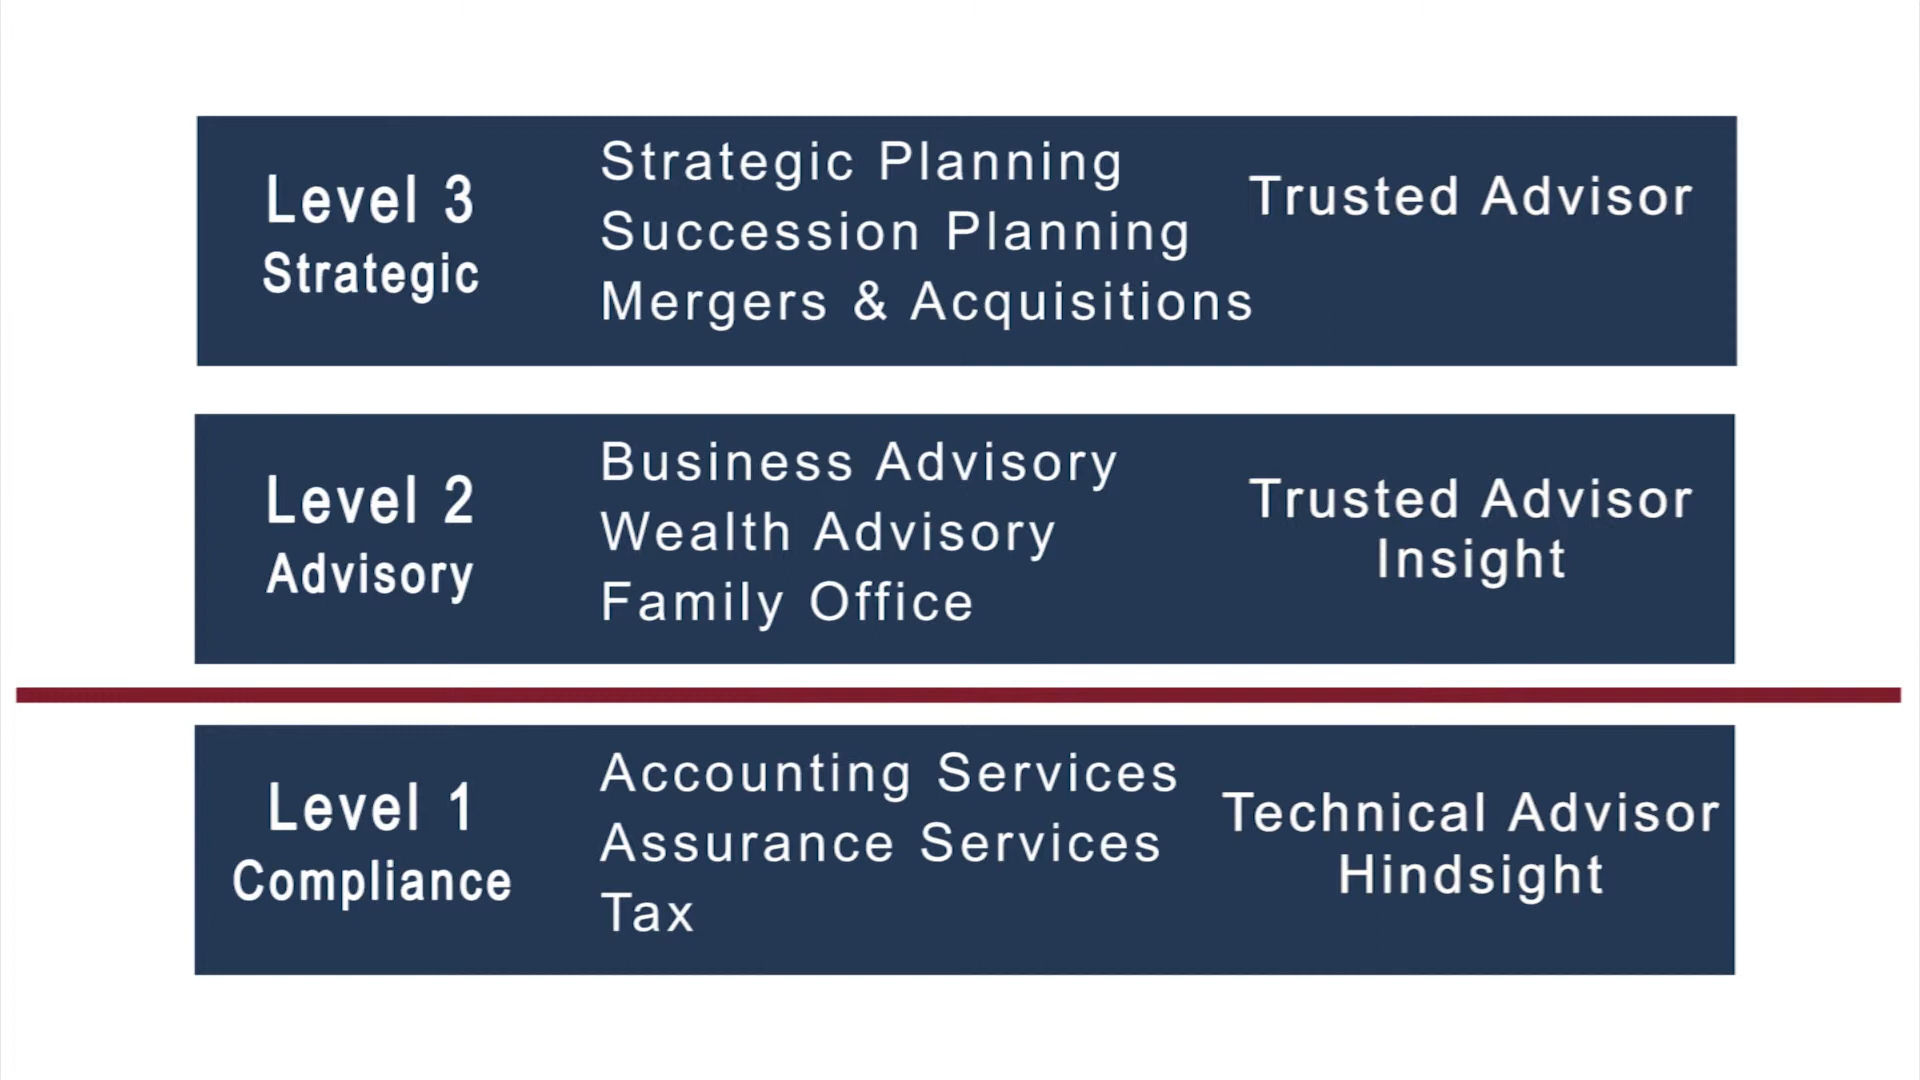 Level 3
Strategic
Strategic Planning
Succession Planning
Mergers & Acquisitions
Trusted Advisor
Level 2
Advisory
Business Advisory
Wealth Advisory
Family Office
Trusted Advisor
Insight
Level 1
Compliance
Accounting Services
Assurance Services
Tax
Technical Advisor
Hindsight